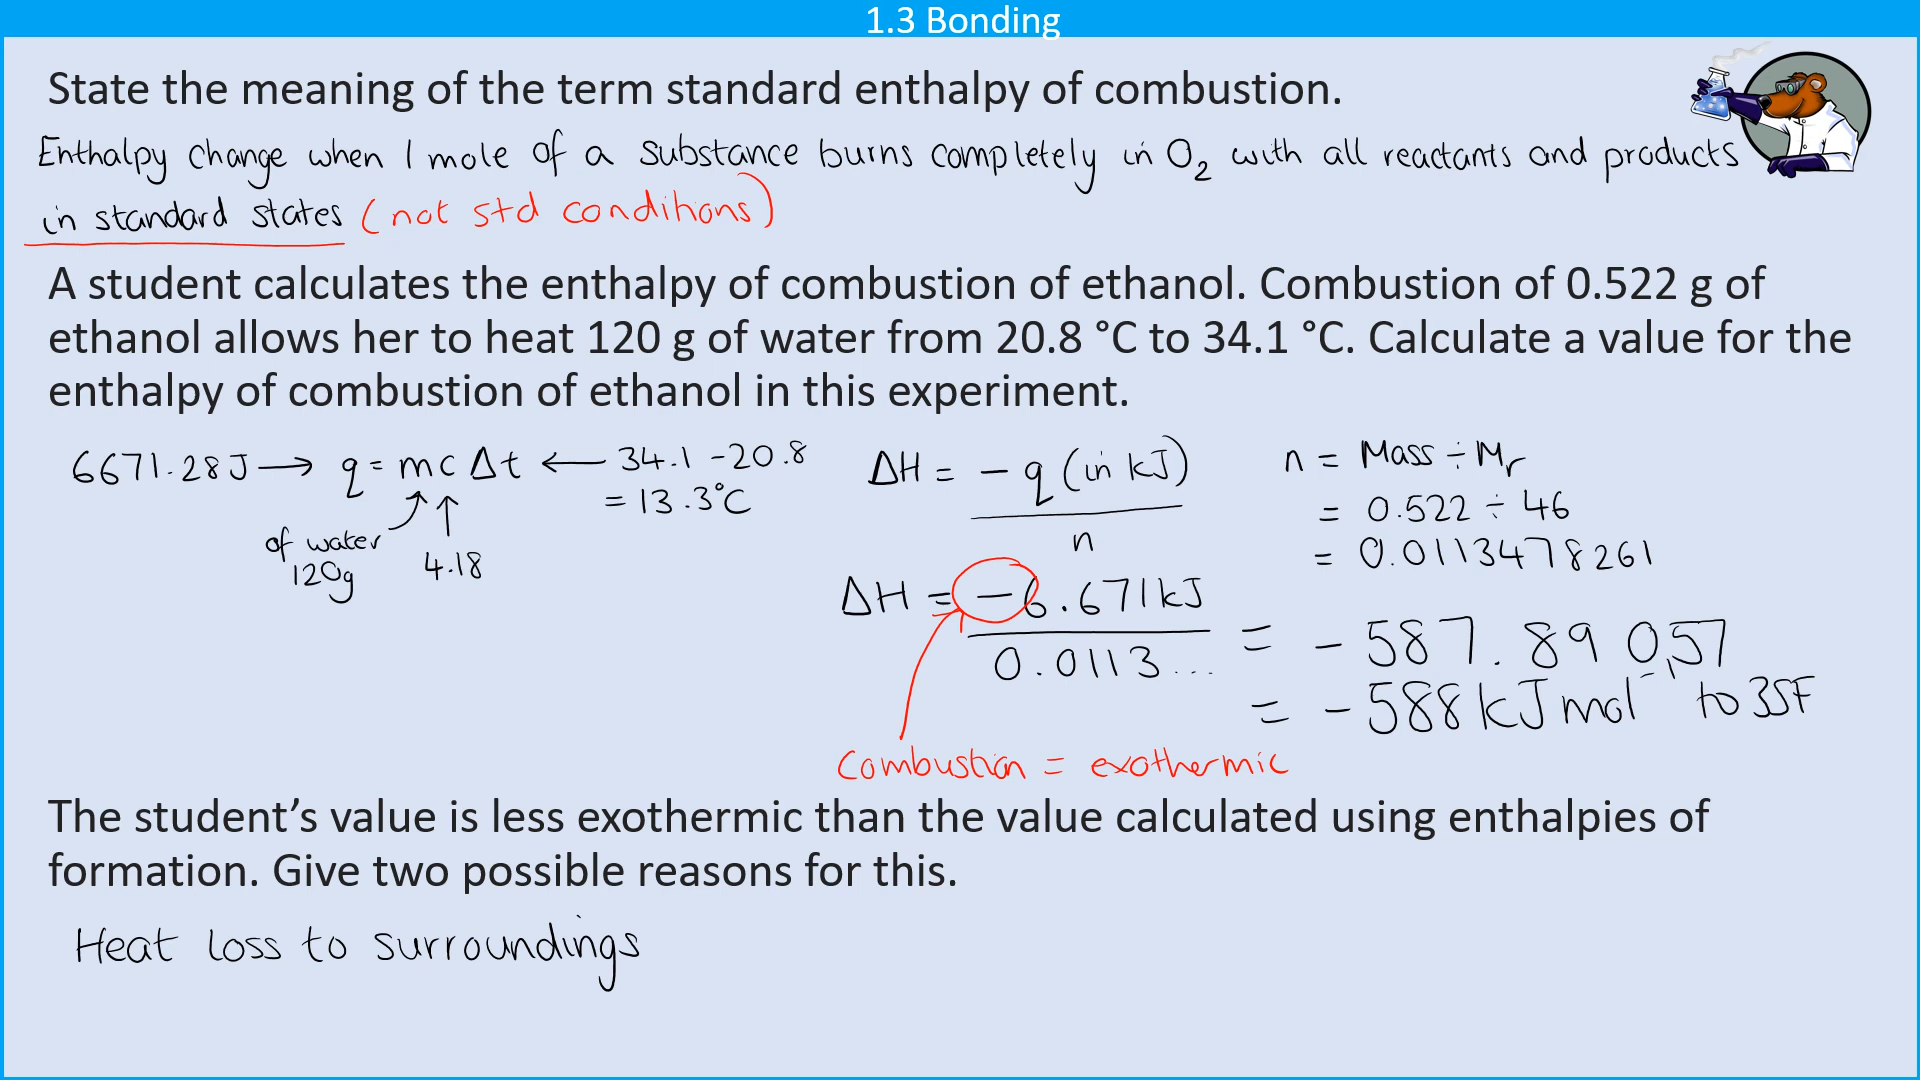 1.3 Bonding
State the meaning of the term standard enthalpy of combustion.
Enthalpy change when 1 mole of a substance burns completely in O₂ with all reactants and products
in standard states (not std conditions)
A student calculates the enthalpy of combustion of ethanol. Combustion of 0.522 g of
ethanol allows her to heat 120 g of water from 20.8 °C to 34.1 °C. Calculate a value for the
enthalpy of combustion of ethanol in this experiment.
6671.28J → q = mcΔt ← 34.1 - 20.8
= 13.3°C
of water
120g
4.18
ΔH = - q (in kJ)
n
ΔH = - 6.671kJ
0.0113...
n = Mass ÷ Mr
= 0.522 ÷ 46
= 0.0113478261
= - 587.89057
= - 588 kJ mol⁻¹ to 3SF
Combustion = exothermic
The student’s value is less exothermic than the value calculated using enthalpies of
formation. Give two possible reasons for this.
Heat loss to surroundings